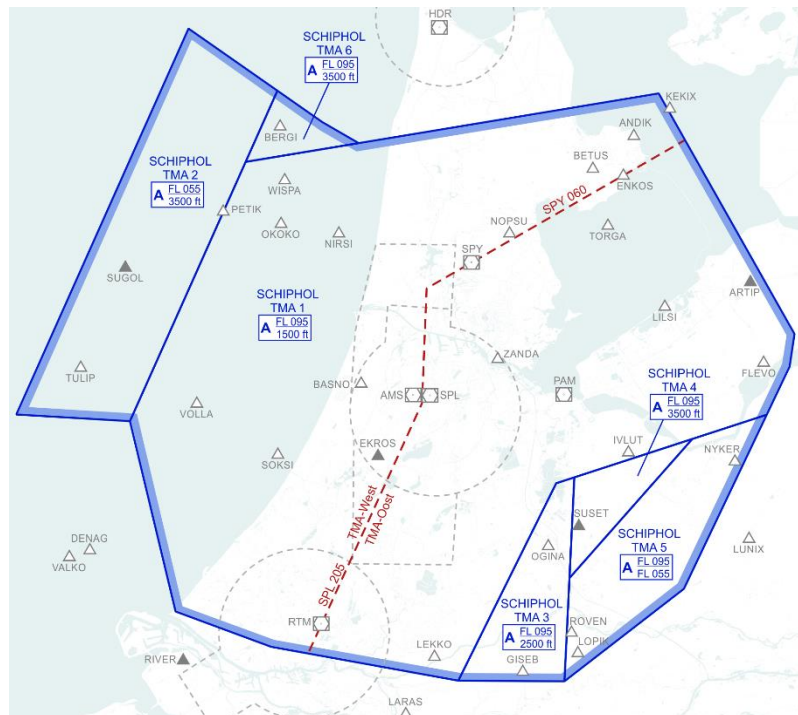 HDR
SCHIPHOL
TMA 6
A FL 095
3500 ft
KEKIX
BERGI
ANDIK
BETUS
ENKOS
SCHIPHOL
TMA 2
A FL 055
3500 ft
WISPA
PETIK
OKOKO
NIRSI
NOPSU
SPY 060
TORGA
SPY
SUGOL
ARTIP
SCHIPHOL
TMA 1
A FL 095
1500 ft
LILSI
TULIP
ZANDA
FLEVO
BASNO
AMS
SPL
PAM
SCHIPHOL
TMA 4
A FL 095
3500 ft
VOLLA
EKROS
SOKSI
IVLUT
NYKER
TMA-West
TMA-Oost
SUSET
DENAG
VALKO
OGINA
SCHIPHOL
TMA 5
A FL 095
FL 055
LUNIX
SPL 205
RTM
SCHIPHOL
TMA 3
A FL 095
2500 ft
ROVEN
LOPIK
RIVER
LEKKO
GISEB
LARAS